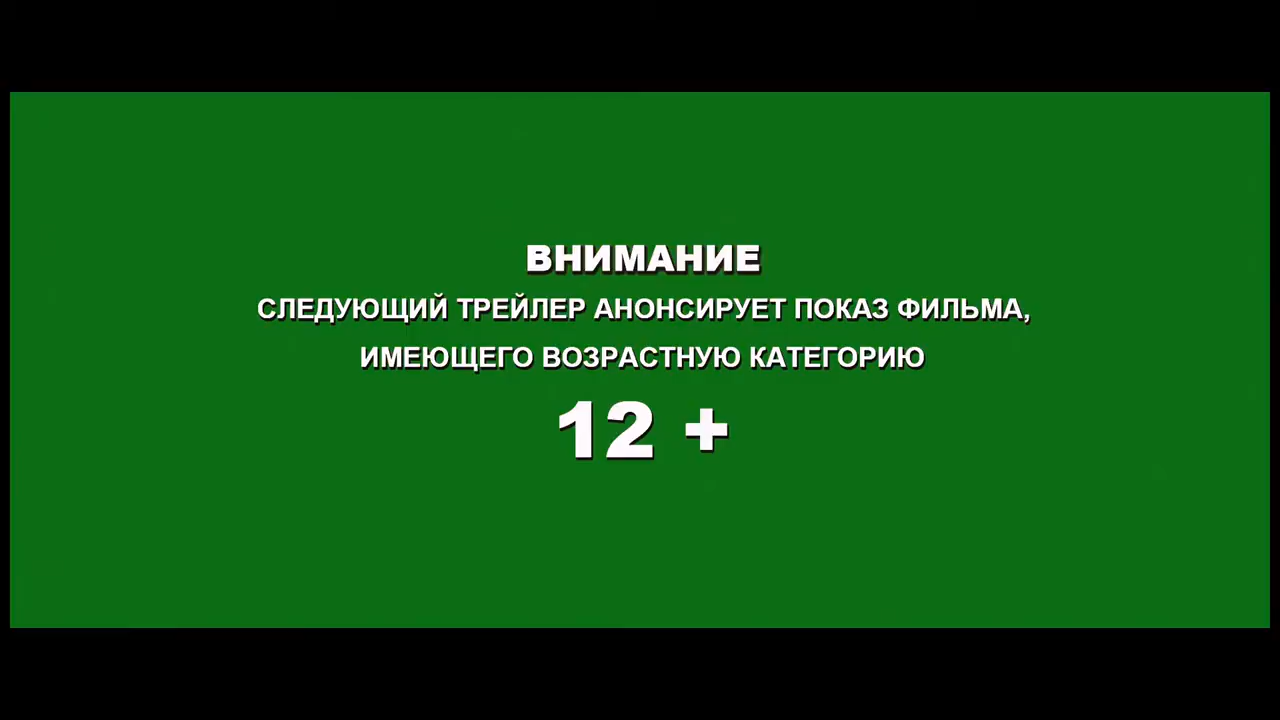 ВНИМАНИЕ
СЛЕДУЮЩИЙ ТРЕЙЛЕР АНОНСИРУЕТ ПОКАЗ ФИЛЬМА,
ИМЕЮЩЕГО ВОЗРАСТНУЮ КАТЕГОРИЮ
12 +